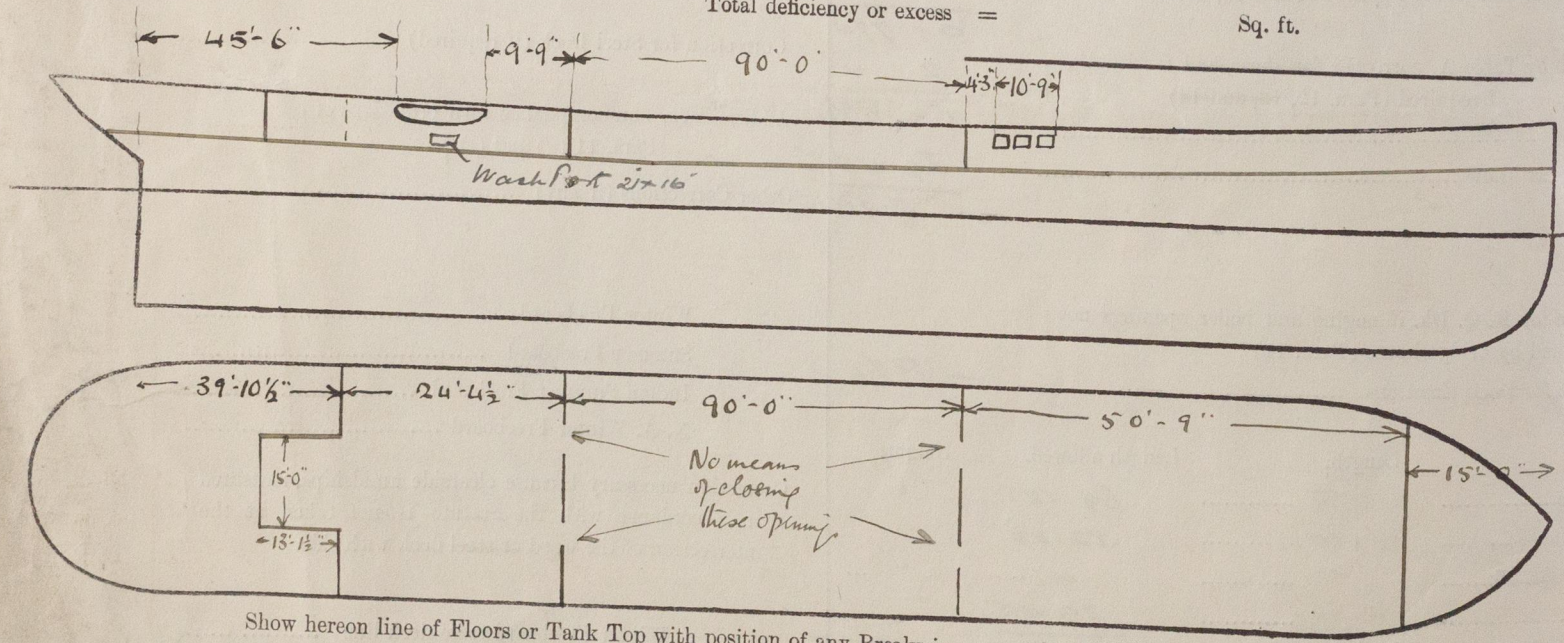 Total deficiency or excess =
Sq. ft.
45'-6"
9'-9"
90'-0"
4'3"
10'-9"
Wash Port 2'1" x 16"
39'-10½"
24'-4½"
90'-0"
50'-9"
15'-0"
15'-0"
13'-1½"
No means
of closing
these opening
Show hereon line of Floors or Tank Top with position of any